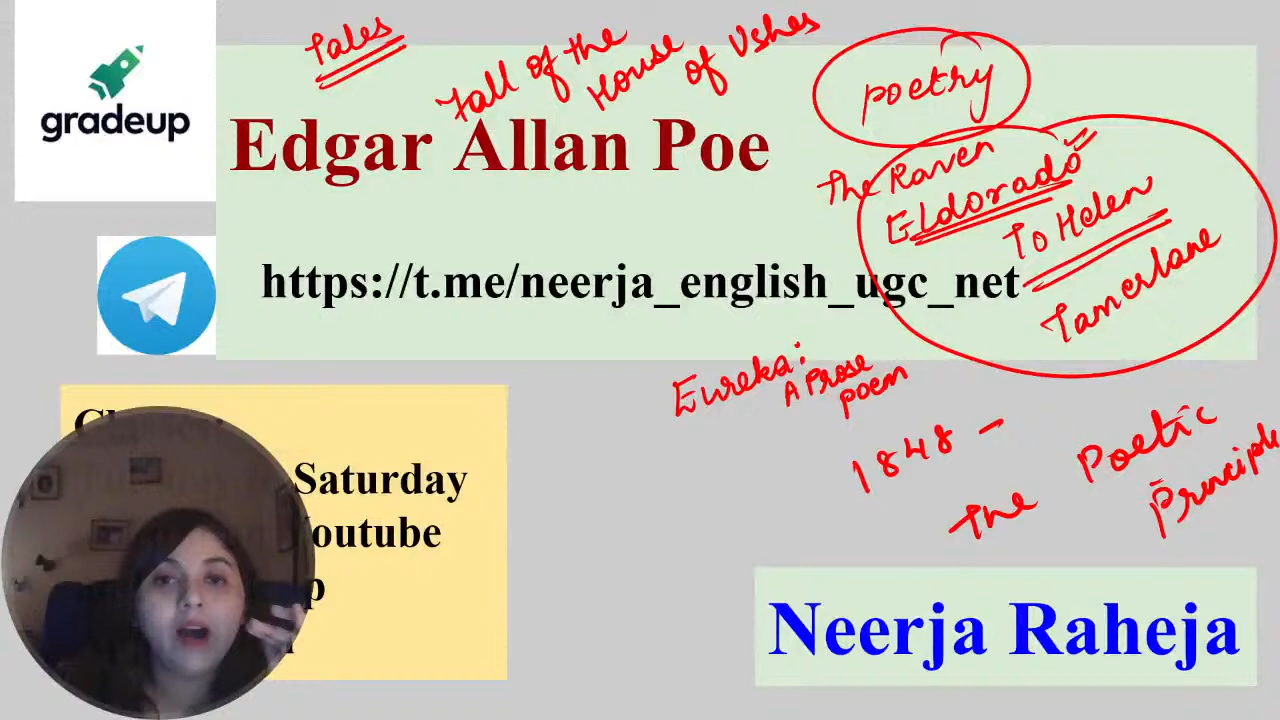 gradeup
Tales
Fall of the
House
of Ushes
poetry
Edgar Allan Poe
The Raven
Eldorado
To Helen
Tamerlane
https://t.me/neerja_english_ugc_net
Eureka:
A Prose
poem
1848 –
The Poetic
Principle
Saturday
Youtube
Neerja Raheja